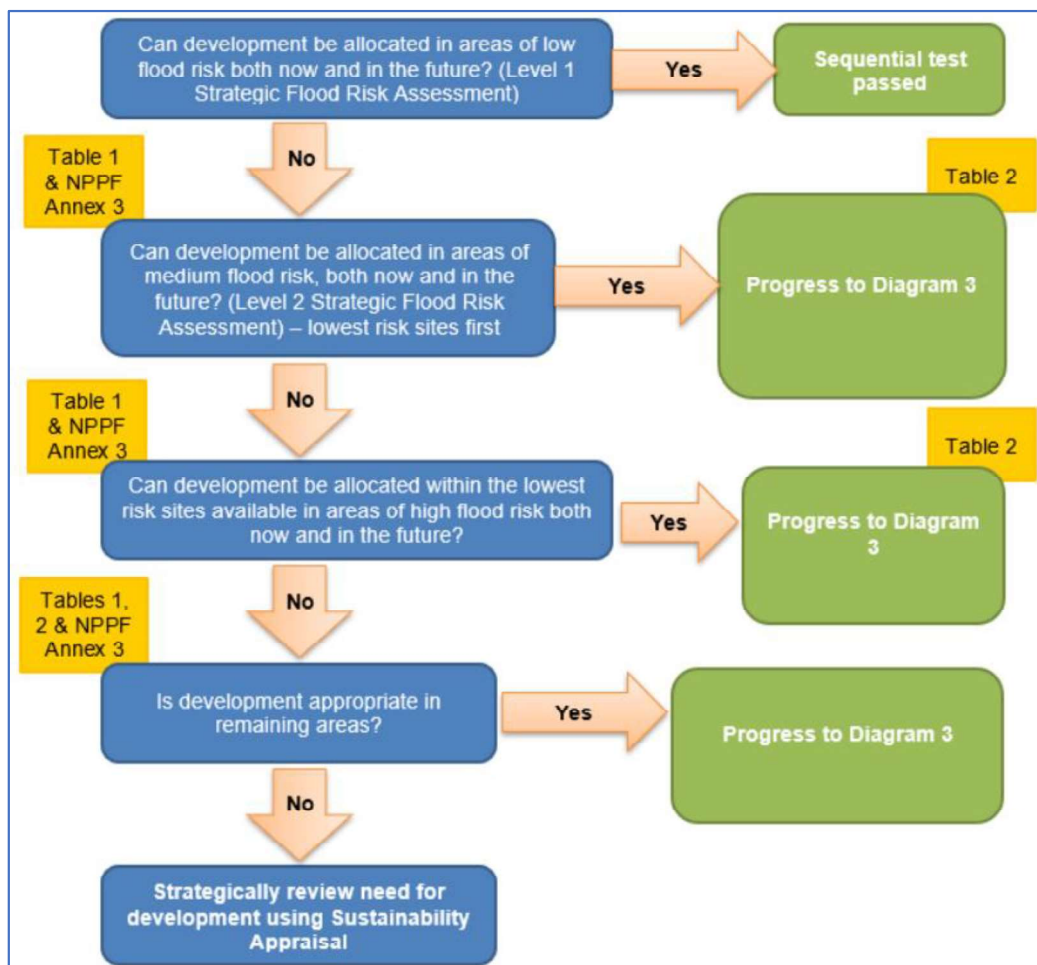 Can development be allocated in areas of low
flood risk both now and in the future? (Level 1
Strategic Flood Risk Assessment)
Yes
Sequential test
passed
No
Table 1
& NPPF
Annex 3
Table 2
Can development be allocated in areas of
medium flood risk, both now and in the
future? (Level 2 Strategic Flood Risk
Assessment) – lowest risk sites first
Yes
Progress to Diagram 3
No
Table 1
& NPPF
Annex 3
Table 2
Can development be allocated within the lowest
risk sites available in areas of high flood risk both
now and in the future?
Yes
Progress to Diagram
3
No
Tables 1,
2 & NPPF
Annex 3
Is development appropriate in
remaining areas?
Yes
Progress to Diagram 3
No
Strategically review need for
development using Sustainability
Appraisal